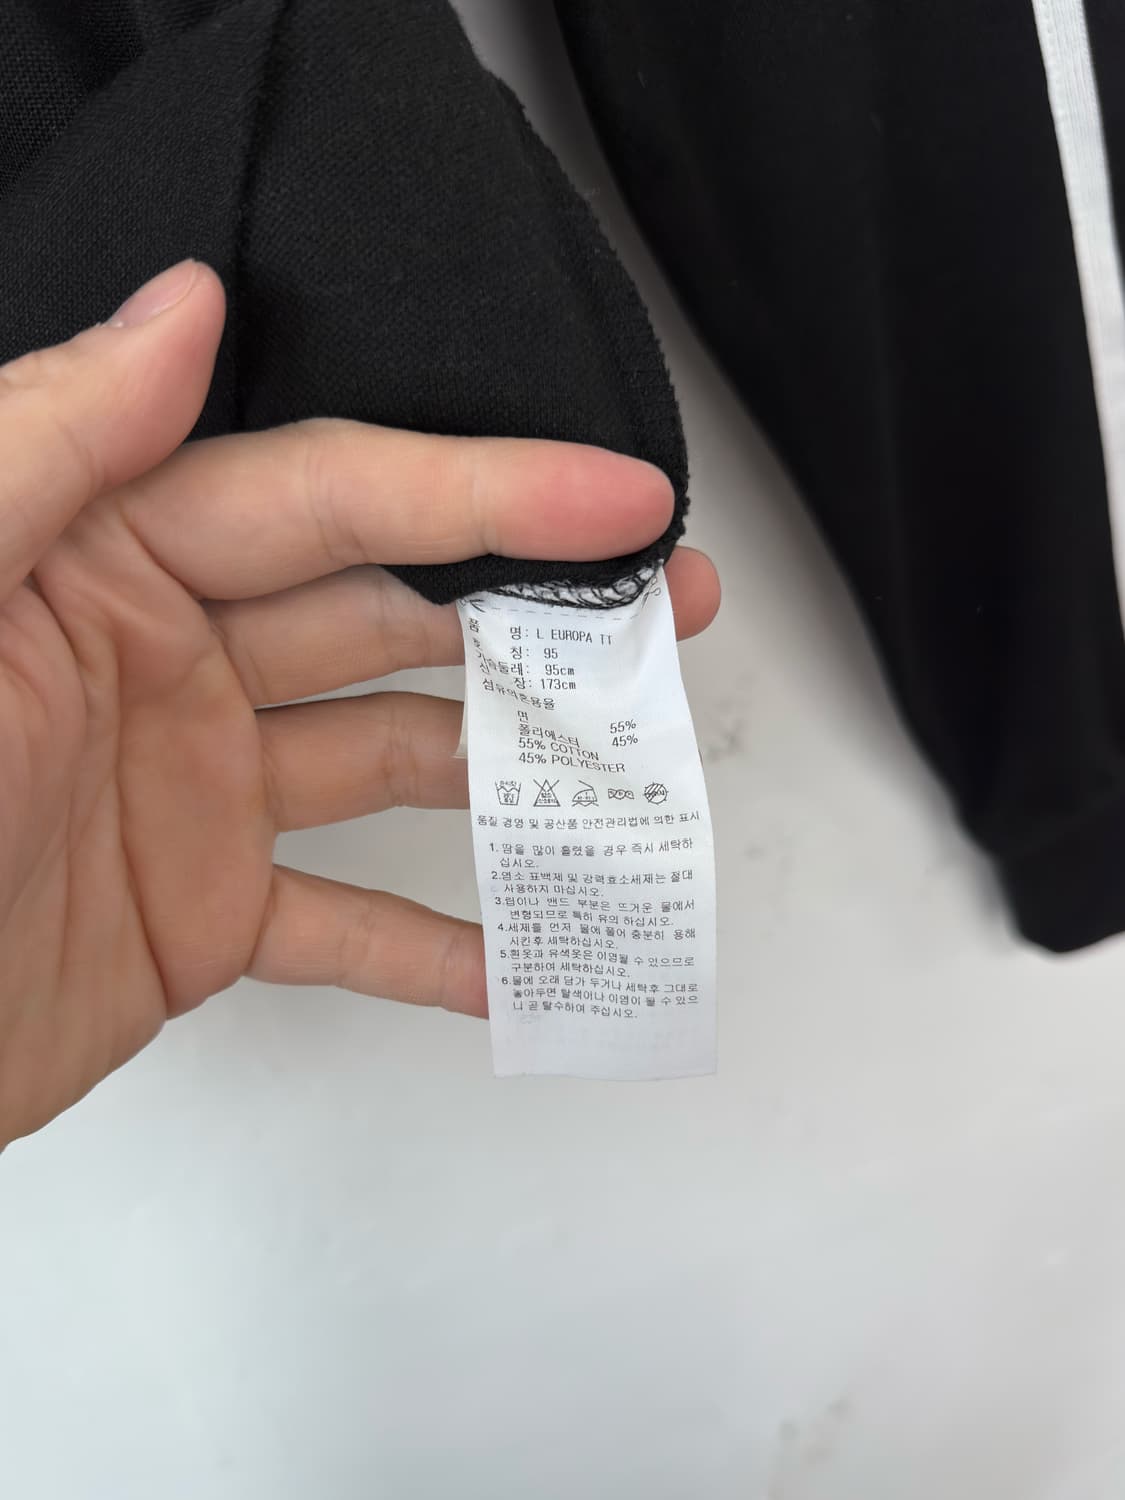 품 명: L EUROPA TT
호 칭: 95
가슴둘레: 95cm
신 장: 173cm
섬유의혼용율
면 55%
폴리에스터 45%
55% COTTON
45% POLYESTER
품질 경영 및 공산품 안전관리법에 의한 표시
1. 땀을 많이 흘렸을 경우 즉시 세탁하
십시오.
2.염소 표백제 및 강력효소세제는 절대
사용하지 마십시오.
3.럽이나 밴드 부분은 뜨거운 물에서
변형되므로 특히 유의 하십시오.
4.세제를 먼저 물에 풀어 충분히 용해
시킨후 세탁하십시오.
5.흰옷과 유색옷은 이염될 수 있으므로
구분하여 세탁하십시오.
6.물에 오래 담가 두거나 세탁후 그대로
놓아두면 탈색이나 이염이 될 수 있으
니 곧 탈수하여 주십시오.